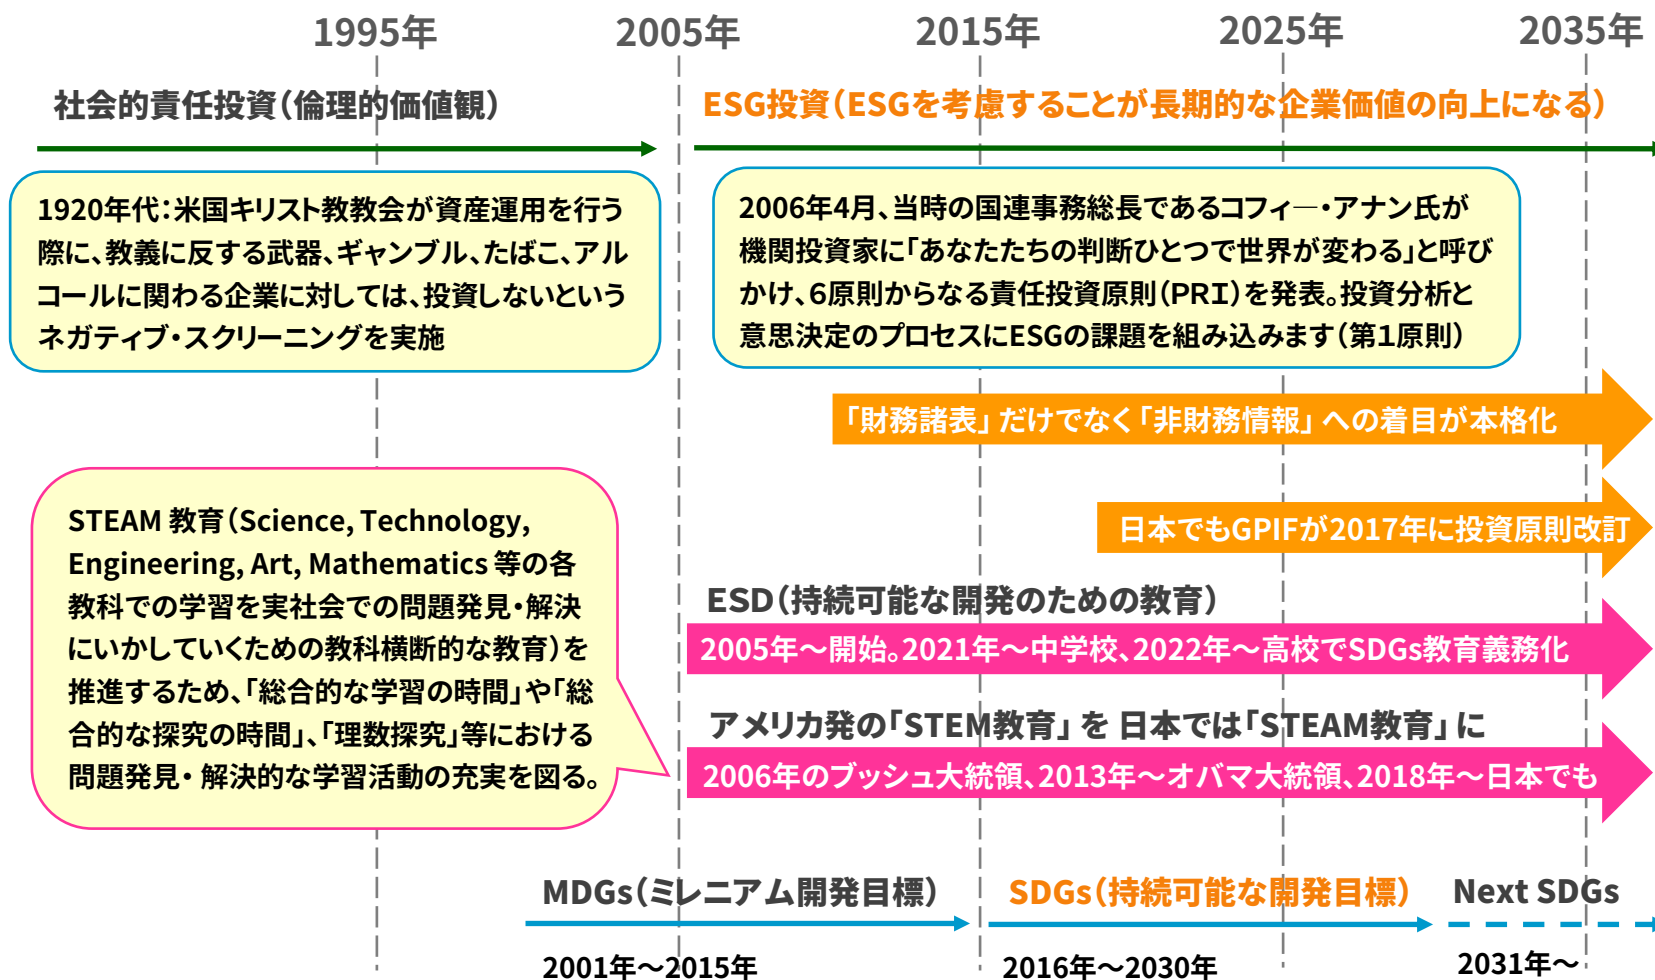 1995年 2005年 2015年 2025年 2035年
社会的責任投資(倫理的価値観)
ESG投資(ESGを考慮することが長期的な企業価値の向上になる)
1920年代:米国キリスト教教会が資産運用を行う
際に、教義に反する武器、ギャンブル、たばこ、アル
コールに関わる企業に対しては、投資しないという
ネガティブ・スクリーニングを実施
2006年4月、当時の国連事務総長であるコフィ―・アナン氏が
機関投資家に「あなたたちの判断ひとつで世界が変わる」と呼び
かけ、6原則からなる責任投資原則(PRI)を発表。投資分析と
意思決定のプロセスにESGの課題を組み込みます(第1原則)
「財務諸表」だけでなく「非財務情報」への着目が本格化
日本でもGPIFが2017年に投資原則改訂
STEAM 教育(Science, Technology,
Engineering, Art, Mathematics 等の各
教科での学習を実社会での問題発見・解決
にいかしていくための教科横断的な教育)を
推進するため、「総合的な学習の時間」や「総
合的な探究の時間」、「理数探究」等における
問題発見・ 解決的な学習活動の充実を図る。
ESD(持続可能な開発のための教育)
2005年~開始。2021年~中学校、2022年~高校でSDGs教育義務化
アメリカ発の「STEM教育」を 日本では「STEAM教育」に
2006年のブッシュ大統領、2013年~オバマ大統領、2018年~日本でも
MDGs(ミレニアム開発目標) SDGs(持続可能な開発目標) Next SDGs
2001年~2015年 2016年~2030年 2031年~